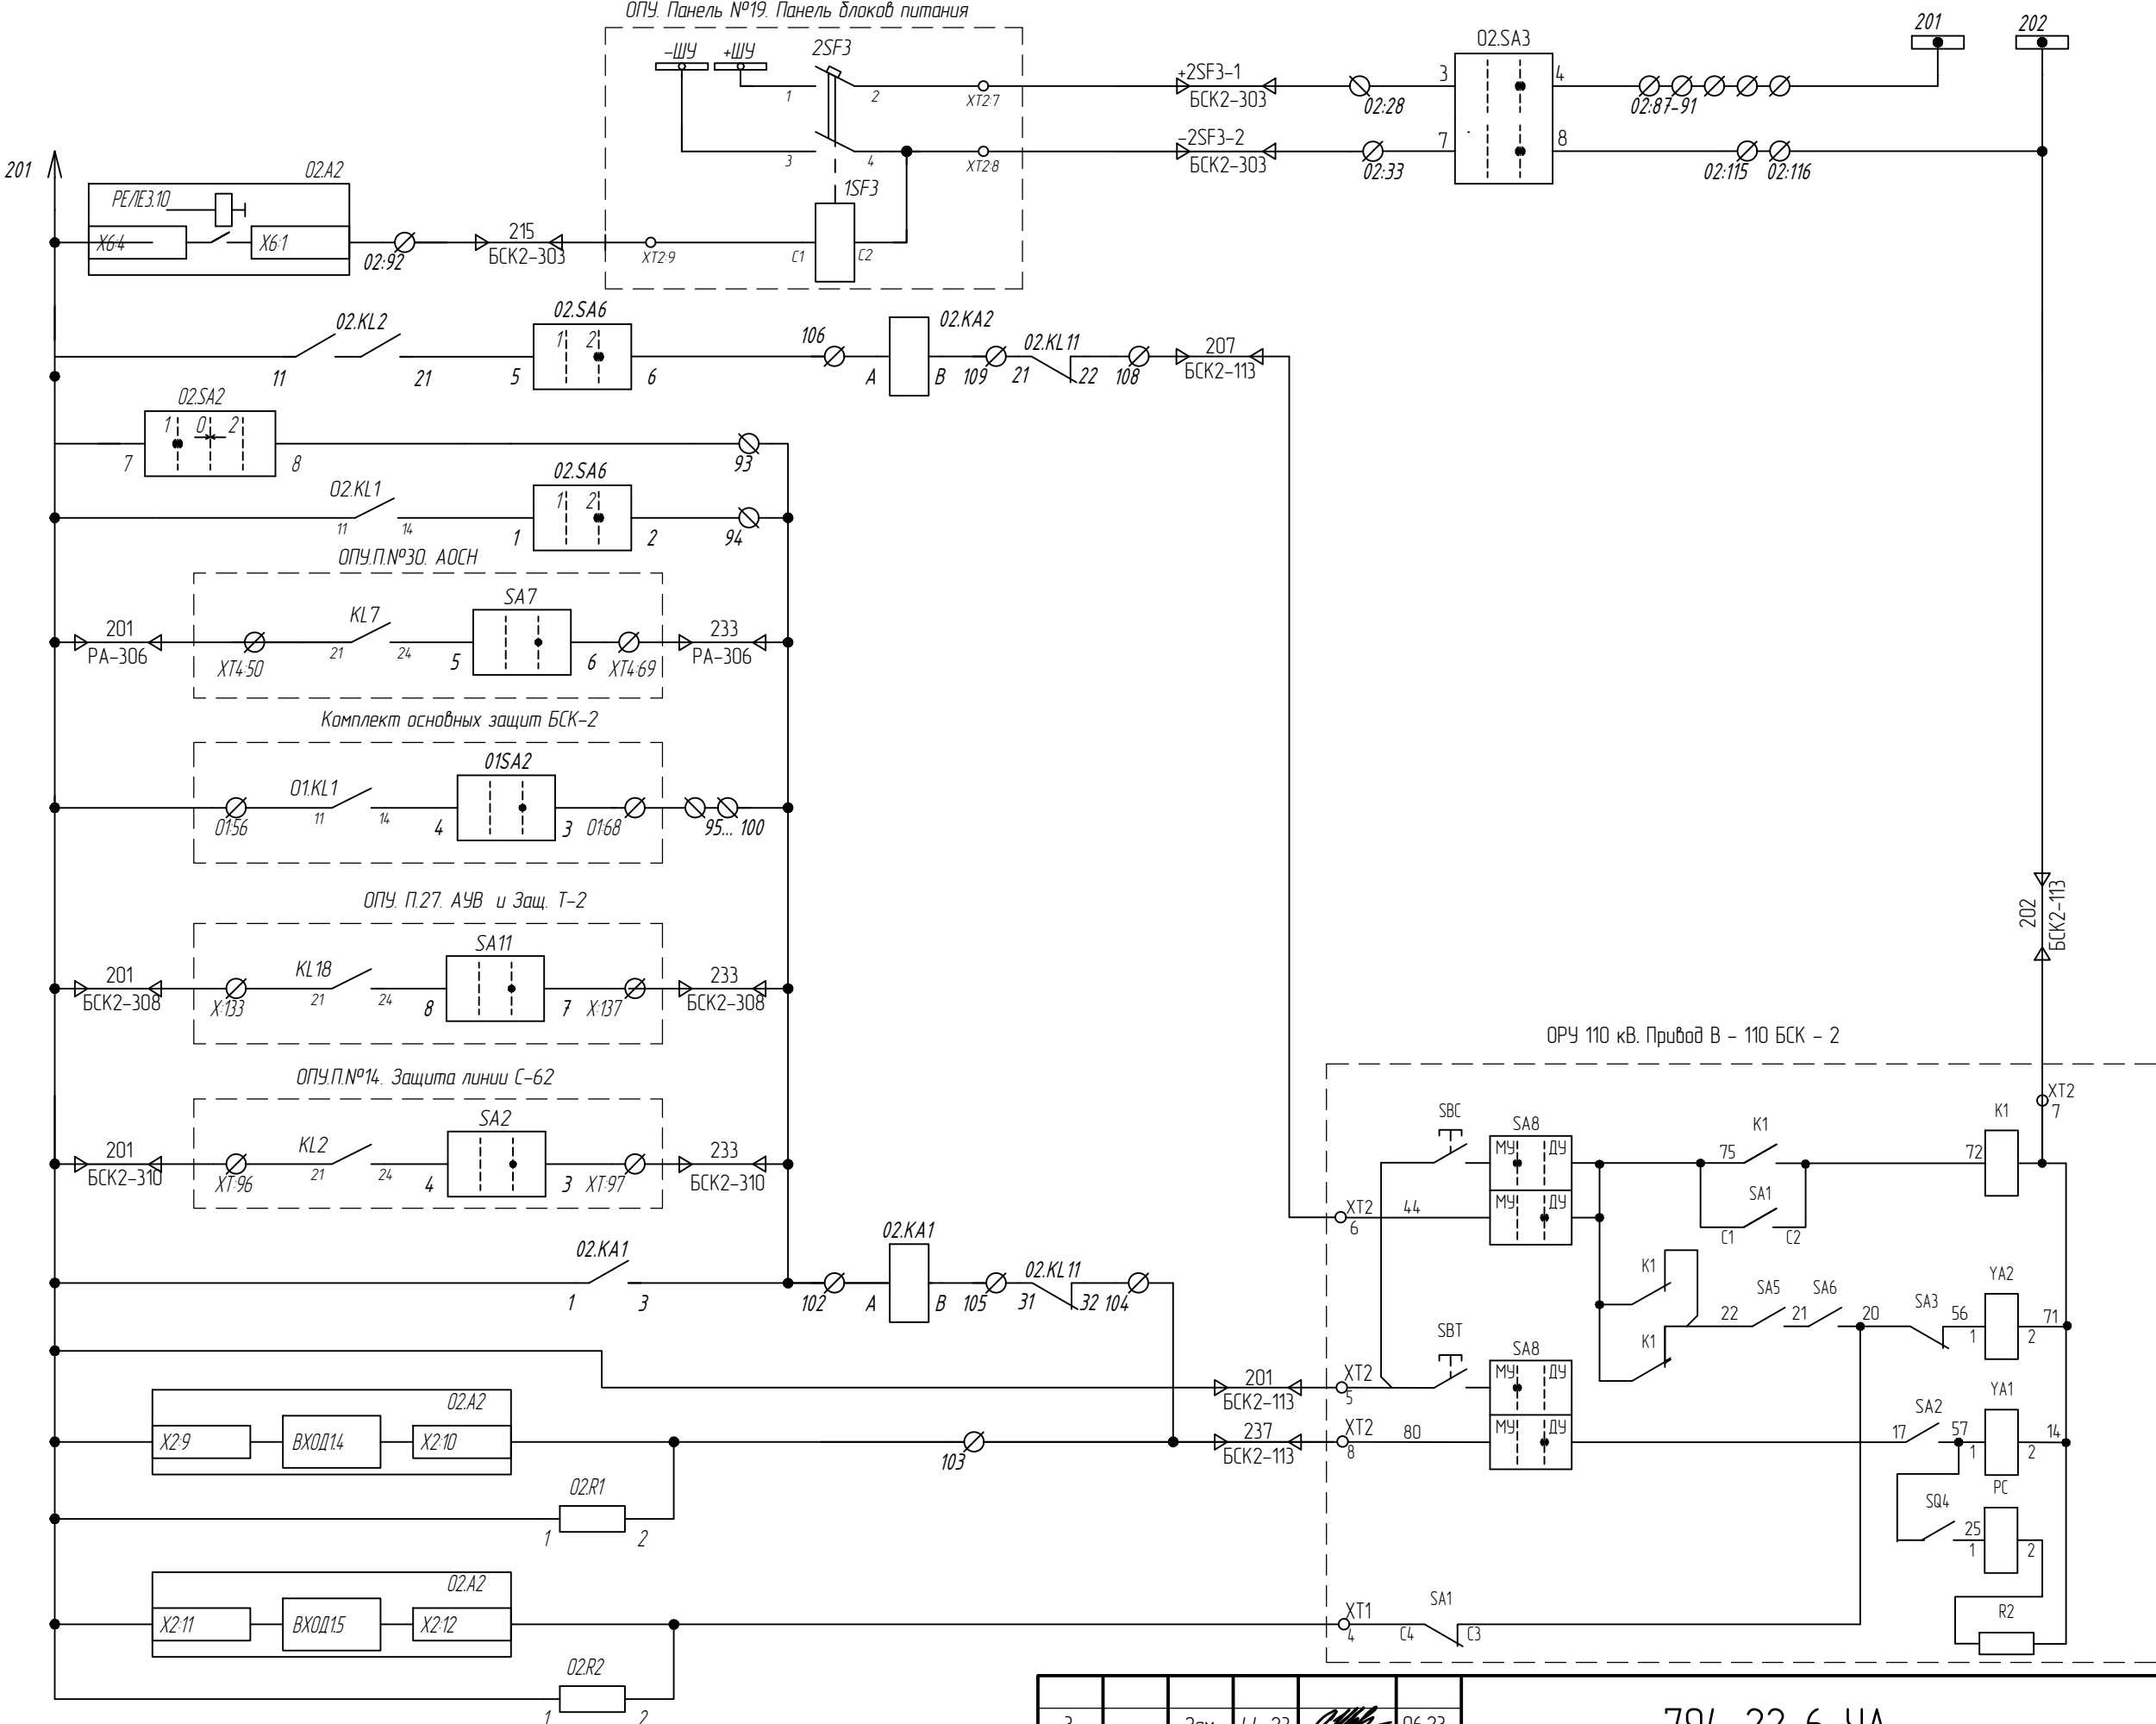 ОПУ. Панель №19. Панель блоков питания
201
202
-ШУ
+ШУ
2SF3
02.SA3
1
2
XT2:7
+2SF3-1
БСК2-303
02:28
3
4
02:87-91
3
4
XT2:8
-2SF3-2
БСК2-303
02:33
7
8
02:115
02:116
201
02.A2
РЕЛЕ3.10
X6:4
X6:1
02:92
215
БСК2-303
XT2:9
1SF3
C1
C2
02.KL2
11
21
02.SA6
1
2
5
6
106
02.KA2
A
B
109
02.KL11
21
22
108
207
БСК2-113
02.SA2
1
0
2
7
8
93
02.KL1
11
14
02.SA6
1
2
1
2
94
ОПУ.П.№30. АОСН
201
РА-306
XT4:50
KL7
21
24
SA7
5
6
XT4:69
233
РА-306
Комплект основных защит БСК-2
01:56
01.KL1
11
14
01SA2
4
3
01:68
95... 100
ОПУ. П.27. АУВ и Защ. Т-2
201
БСК2-308
X:133
KL18
21
24
SA11
8
7
X:137
233
БСК2-308
202
БСК2-113
ОПУ.П.№14. Защита линии С-62
201
БСК2-310
XT:96
KL2
21
24
SA2
4
3
XT:97
233
БСК2-310
ОРУ 110 кВ. Привод В - 110 БСК - 2
XT2
7
SBC
SA8
МУ
ДУ
МУ
ДУ
75
K1
SA1
C1
C2
72
K1
XT2
6
44
02.KA1
1
3
102
02.KA1
A
B
105
02.KL11
31
32
104
K1
K1
22
SA5
21
SA6
20
SA3
56
1
YA2
2
71
201
БСК2-113
XT2
5
SBT
SA8
МУ
ДУ
МУ
ДУ
02.A2
X2:9
ВХОД1.4
X2:10
103
237
БСК2-113
XT2
8
80
17
SA2
57
1
YA1
2
14
02.R1
1
2
SQ4
25
1
PC
2
02.A2
X2:11
ВХОД1.5
X2:12
XT1
4
C4
SA1
C3
R2
02.R2
1
2